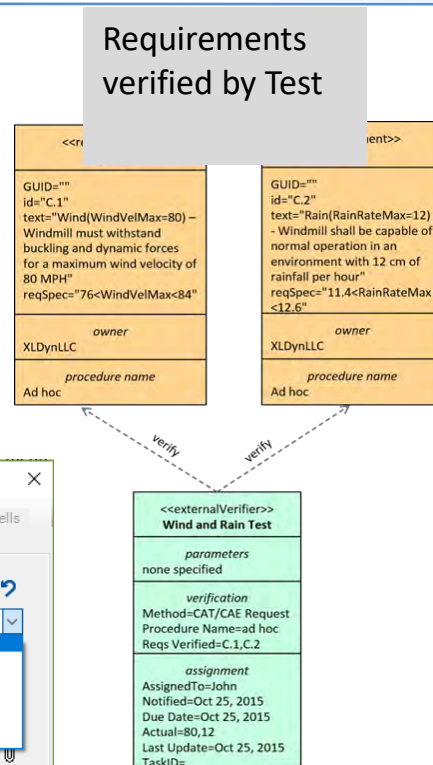 Requirements
verified by Test
GUID=""
id="C.1"
text="Wind(WindVelMax=80) –
Windmill must withstand
buckling and dynamic forces
for a maximum wind velocity of
80 MPH"
reqSpec="76<WindVelMax<84"
owner
XLDynLLC
procedure name
Ad hoc
GUID=""
id="C.2"
text="Rain(RainRateMax=12)
- Windmill shall be capable of
normal operation in an
environment with 12 cm of
rainfall per hour"
reqSpec="11.4<RainRateMax
<12.6"
owner
XLDynLLC
procedure name
Ad hoc
verify
verify
<<externalVerifier>>
Wind and Rain Test
parameters
none specified
verification
Method=CAT/CAE Request
Procedure Name=ad hoc
Reqs Verified=C.1,C.2
assignment
AssignedTo=John
Notified=Oct 25, 2015
Due Date=Oct 25, 2015
Actual=80,12
Last Update=Oct 25, 2015
TaskID=